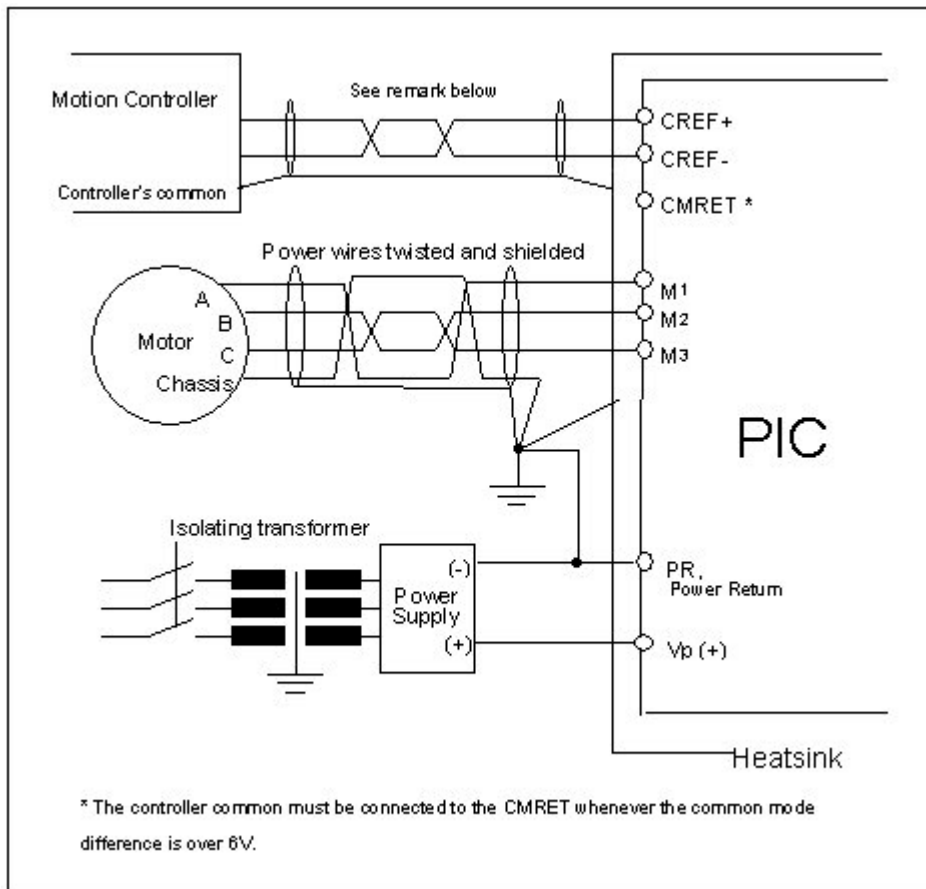 Motion Controller
See remark below
CREF+
CREF-
Controller's common
CMRET *
Power wires twisted and shielded
A
M1
B
M2
Motor
C
M3
Chassis
PIC
Isolating transformer
(-)
PR,
Power Return
Power
Supply
(+)
Vp (+)
Heatsink
* The controller common must be connected to the CMRET whenever the common mode
difference is over 6V.